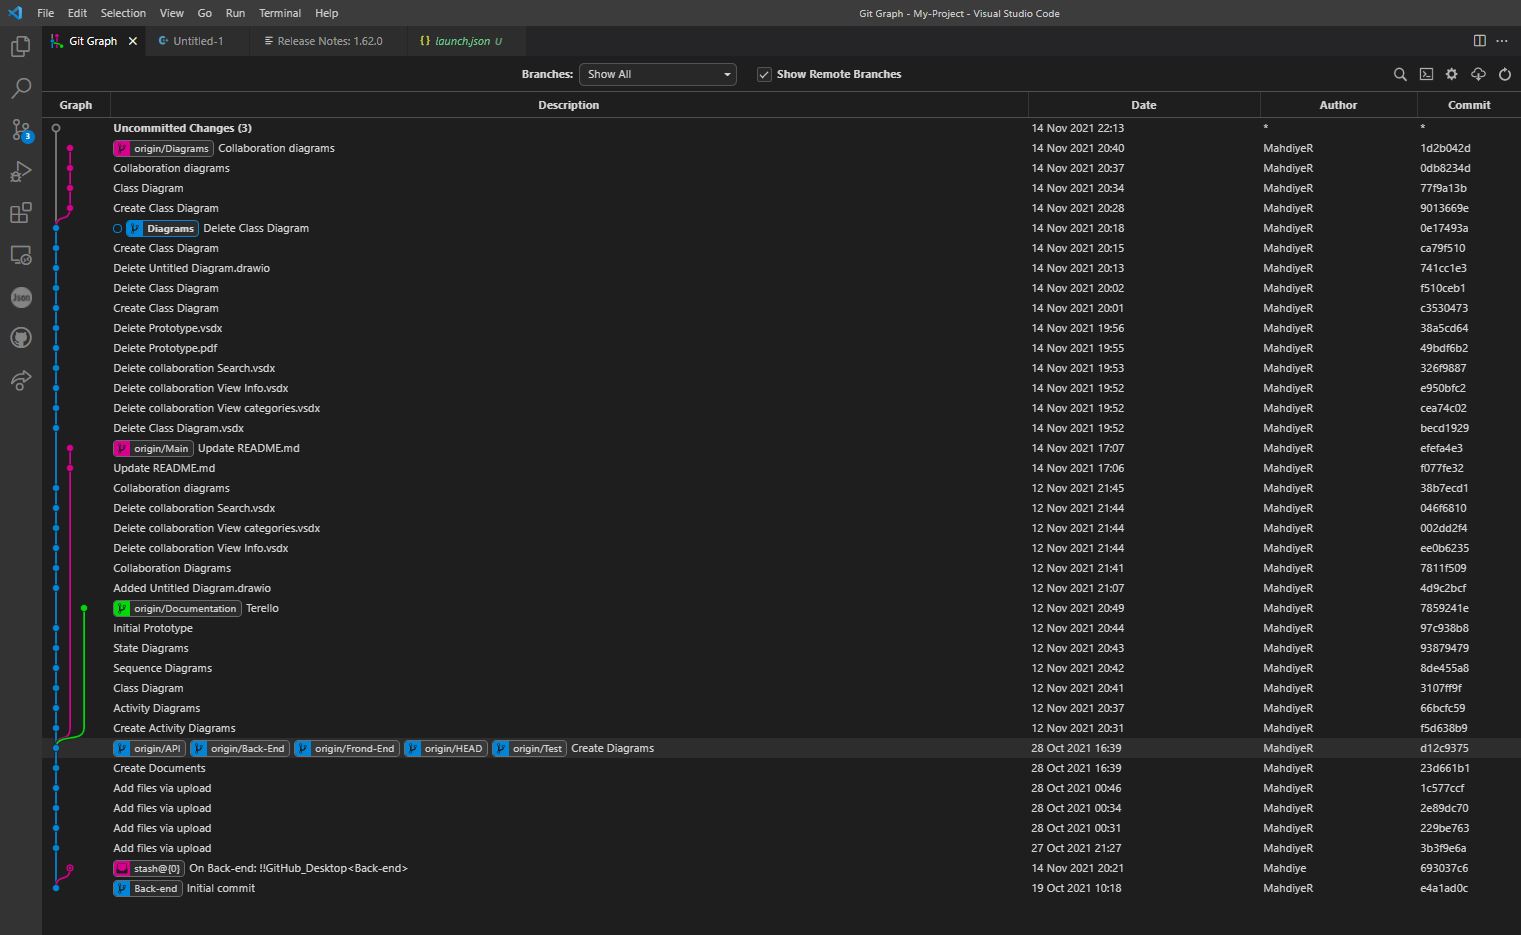 File Edit Selection View Go Run Terminal Help Git Graph - My-Project - Visual Studio Code
Git Graph Untitled-1 Release Notes: 1.62.0 {} launch.json U
Branches: Show All Show Remote Branches
Graph Description Date Author Commit
Uncommitted Changes (3) 14 Nov 2021 22:13 * *
origin/Diagrams Collaboration diagrams 14 Nov 2021 20:40 MahdiyeR 1d2b042d
3 Collaboration diagrams 14 Nov 2021 20:37 MahdiyeR 0db8234d
Class Diagram 14 Nov 2021 20:34 MahdiyeR 77f9a13b
Create Class Diagram 14 Nov 2021 20:28 MahdiyeR 9013669e
Diagrams Delete Class Diagram 14 Nov 2021 20:18 MahdiyeR 0e17493a
Create Class Diagram 14 Nov 2021 20:15 MahdiyeR ca79f510
Delete Untitled Diagram.drawio 14 Nov 2021 20:13 MahdiyeR 741cc1e3
Delete Class Diagram 14 Nov 2021 20:02 MahdiyeR f510ceb1
Json Create Class Diagram 14 Nov 2021 20:01 MahdiyeR c3530473
Delete Prototype.vsdx 14 Nov 2021 19:56 MahdiyeR 38a5cd64
Delete Prototype.pdf 14 Nov 2021 19:55 MahdiyeR 49bdf6b2
Delete collaboration Search.vsdx 14 Nov 2021 19:53 MahdiyeR 326f9887
Delete collaboration View Info.vsdx 14 Nov 2021 19:52 MahdiyeR e950bfc2
Delete collaboration View categories.vsdx 14 Nov 2021 19:52 MahdiyeR cea74c02
Delete Class Diagram.vsdx 14 Nov 2021 19:52 MahdiyeR becd1929
origin/Main Update README.md 14 Nov 2021 17:07 MahdiyeR efefa4e3
Update README.md 14 Nov 2021 17:06 MahdiyeR f077fe32
Collaboration diagrams 12 Nov 2021 21:45 MahdiyeR 38b7ecd1
Delete collaboration Search.vsdx 12 Nov 2021 21:44 MahdiyeR 046f6810
Delete collaboration View categories.vsdx 12 Nov 2021 21:44 MahdiyeR 002dd2f4
Delete collaboration View Info.vsdx 12 Nov 2021 21:44 MahdiyeR ee0b6235
Collaboration Diagrams 12 Nov 2021 21:41 MahdiyeR 7811f509
Added Untitled Diagram.drawio 12 Nov 2021 21:07 MahdiyeR 4d9c2bcf
origin/Documentation Terello 12 Nov 2021 20:49 MahdiyeR 7859241e
Initial Prototype 12 Nov 2021 20:44 MahdiyeR 97c938b8
State Diagrams 12 Nov 2021 20:43 MahdiyeR 93879479
Sequence Diagrams 12 Nov 2021 20:42 MahdiyeR 8de455a8
Class Diagram 12 Nov 2021 20:41 MahdiyeR 3107ff9f
Activity Diagrams 12 Nov 2021 20:37 MahdiyeR 66bcfc59
Create Activity Diagrams 12 Nov 2021 20:31 MahdiyeR f5d638b9
origin/API origin/Back-End origin/Frond-End origin/HEAD origin/Test Create Diagrams 28 Oct 2021 16:39 MahdiyeR d12c9375
Create Documents 28 Oct 2021 16:39 MahdiyeR 23d661b1
Add files via upload 28 Oct 2021 00:46 MahdiyeR 1c577ccf
Add files via upload 28 Oct 2021 00:34 MahdiyeR 2e89dc70
Add files via upload 28 Oct 2021 00:31 MahdiyeR 229be763
Add files via upload 27 Oct 2021 21:27 MahdiyeR 3b3f9e6a
stash@{0} On Back-end: !!GitHub_Desktop<Back-end> 14 Nov 2021 20:21 Mahdiye 693037c6
Back-end Initial commit 19 Oct 2021 10:18 MahdiyeR e4a1ad0c